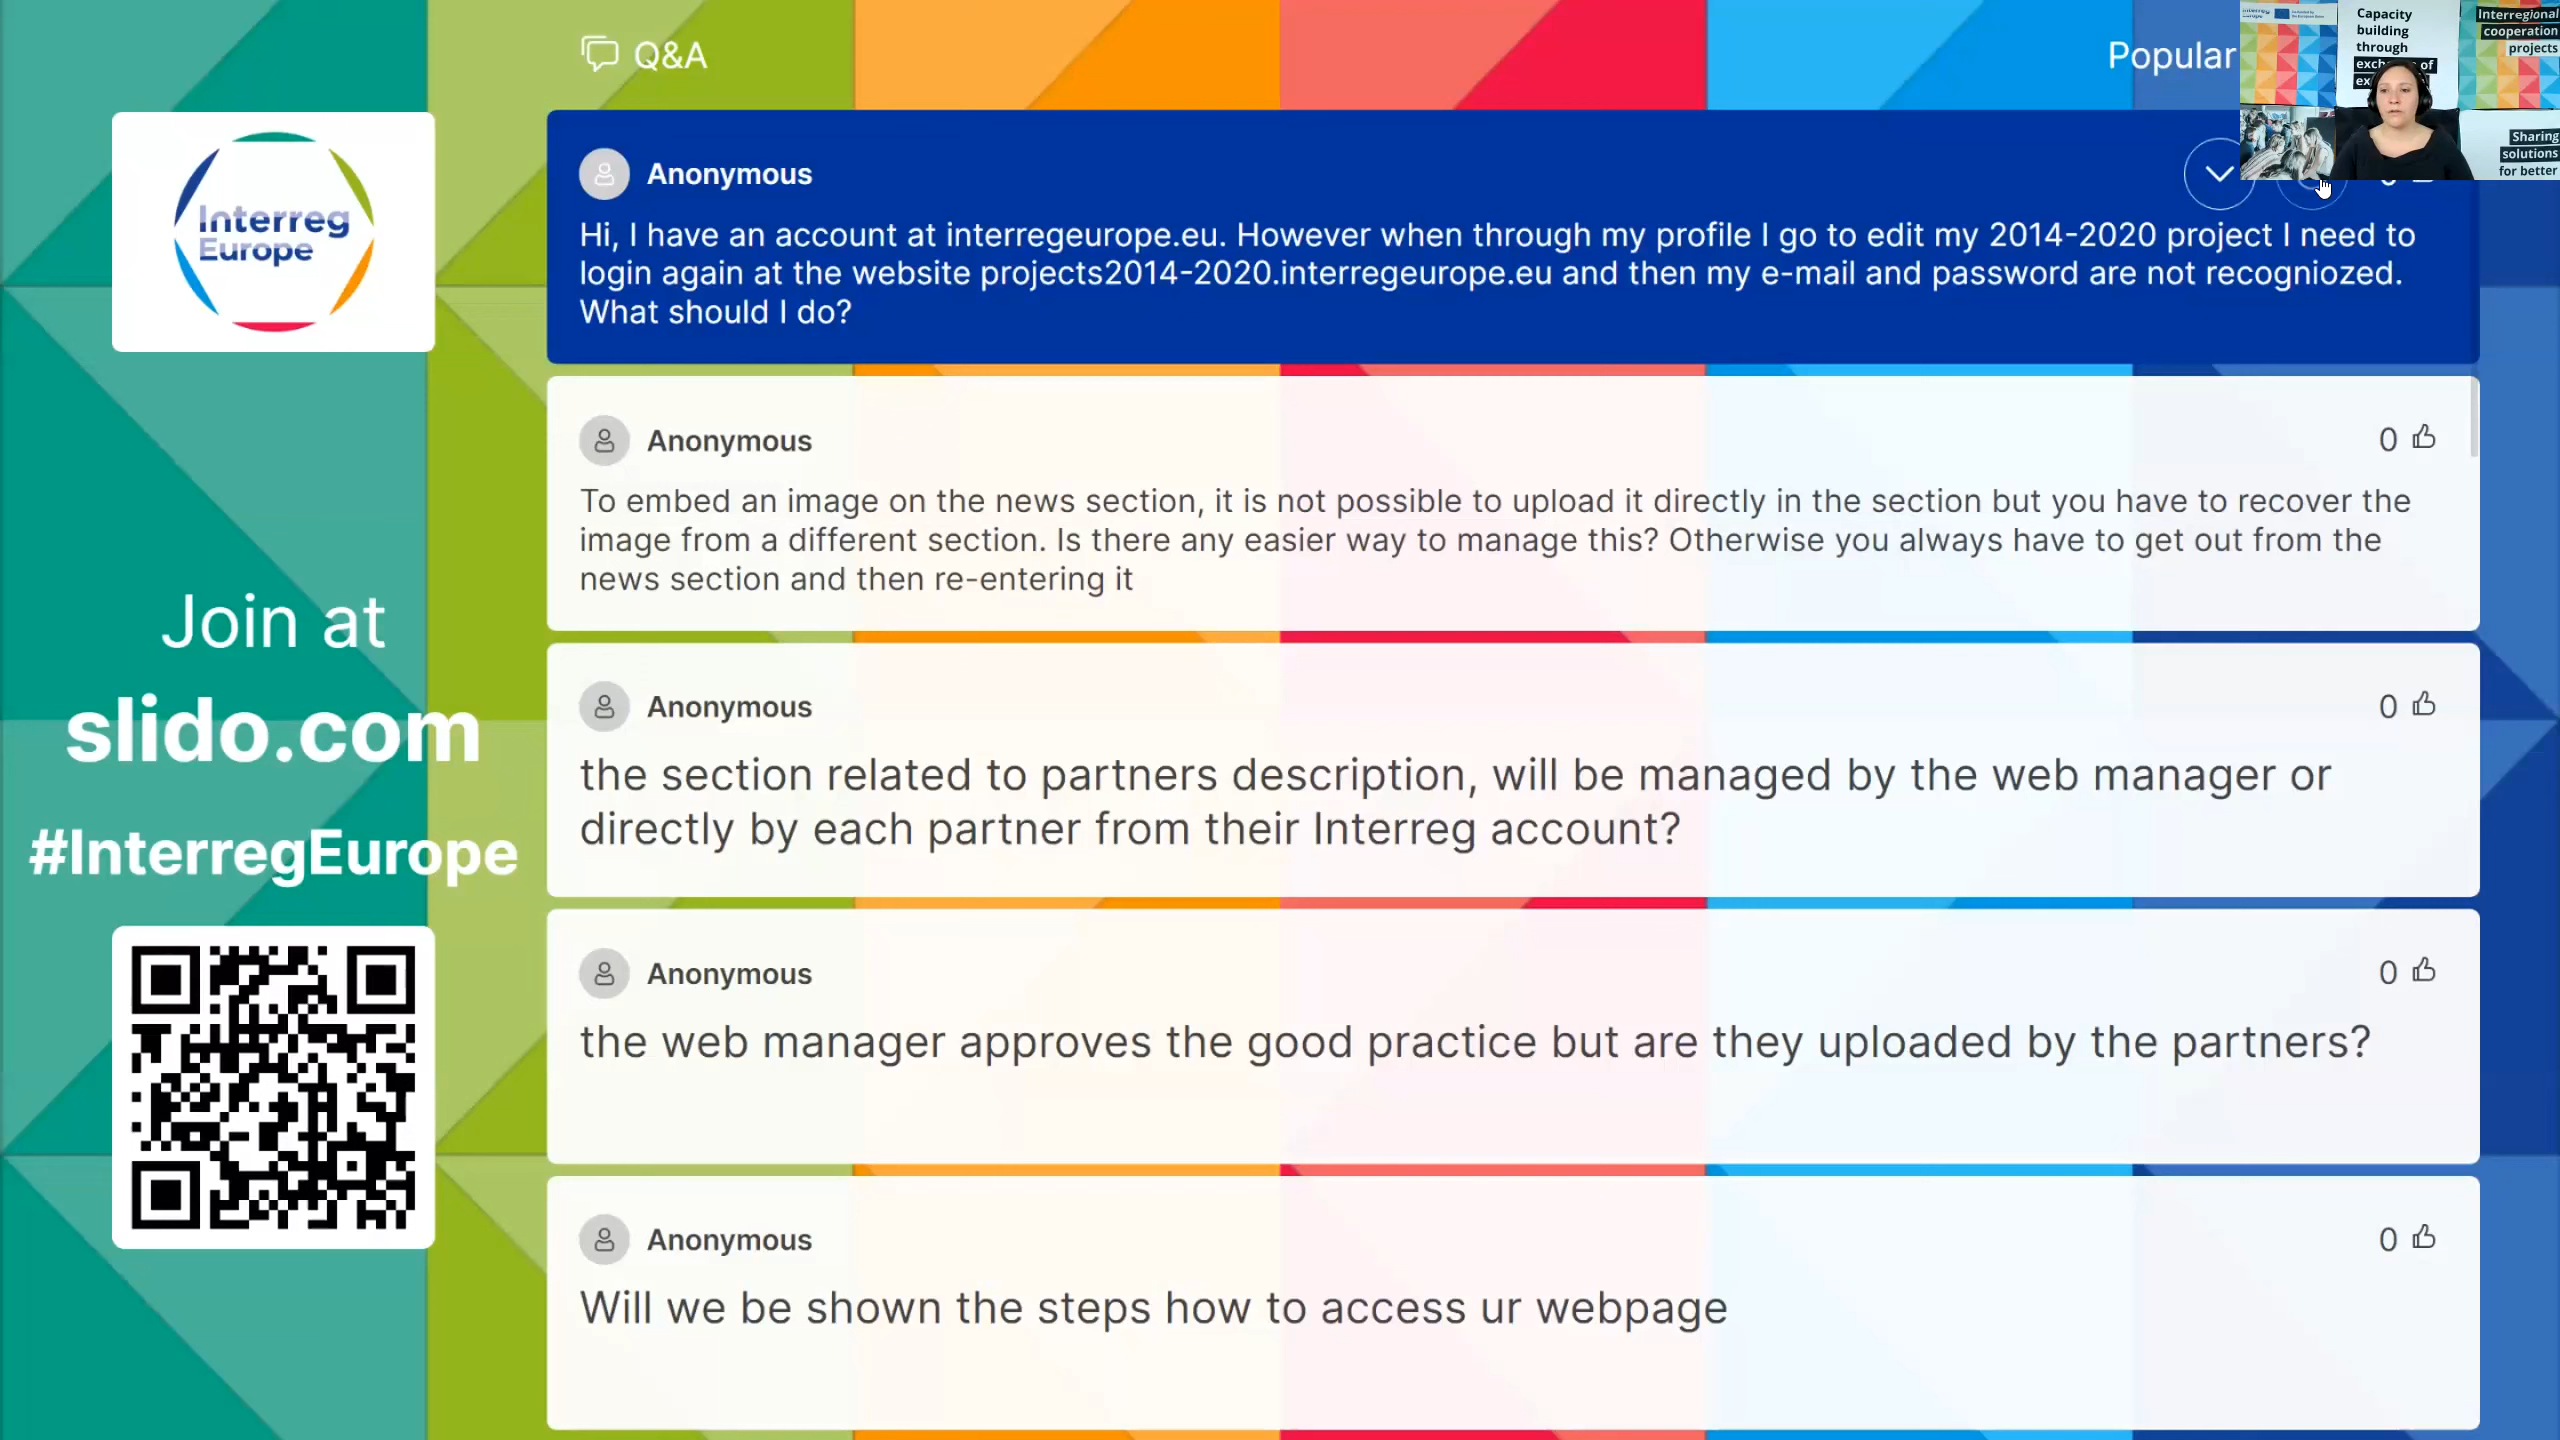 Q&A
Popular
Capacity
building
through
exchange of
Interregional
cooperation
projects
Sharing
solutions
for better
Interreg
Europe
Join at
slido.com
#InterregEurope
Anonymous
Hi, I have an account at interregeurope.eu. However when through my profile I go to edit my 2014-2020 project I need to
login again at the website projects2014-2020.interregeurope.eu and then my e-mail and password are not recogniozed.
What should I do?
Anonymous
0
To embed an image on the news section, it is not possible to upload it directly in the section but you have to recover the
image from a different section. Is there any easier way to manage this? Otherwise you always have to get out from the
news section and then re-entering it
Anonymous
0
the section related to partners description, will be managed by the web manager or
directly by each partner from their Interreg account?
Anonymous
0
the web manager approves the good practice but are they uploaded by the partners?
Anonymous
0
Will we be shown the steps how to access ur webpage